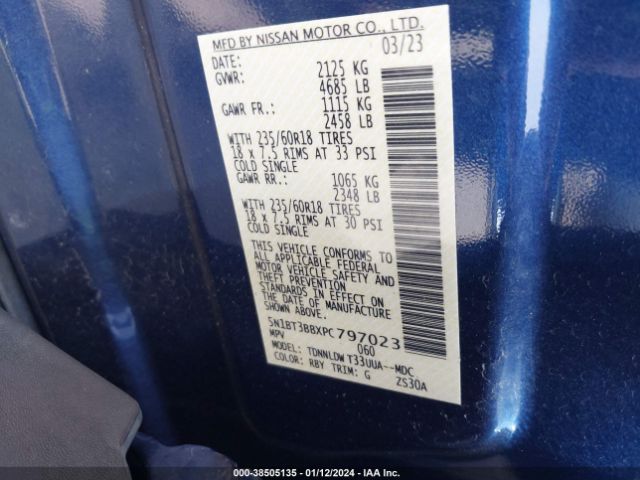 MFD BY NISSAN MOTOR CO., LTD.
DATE: 03/23
GVWR: 2125 KG
4685 LB
GAWR FR.: 1115 KG
2458 LB
WITH 235/60R18 TIRES
18 x 7.5 RIMS AT 33 PSI
COLD SINGLE
GAWR RR.: 1065 KG
2348 LB
WITH 235/60R18 TIRES
18 x 7.5 RIMS AT 30 PSI
COLD SINGLE
THIS VEHICLE CONFORMS TO
ALL APPLICABLE FEDERAL
MOTOR VEHICLE SAFETY AND
THEFT PREVENTION
STANDARDS IN EFFECT ON
THE DATE OF MANUFACTURE
SHOWN ABOVE.
5N1BT3BBXPC797023
MPV 060
MODEL: TDNNLDW T33UUA--MDC
COLOR: RBY TRIM: G ZS30A
000-38505135 - 01/12/2024 - IAA Inc.